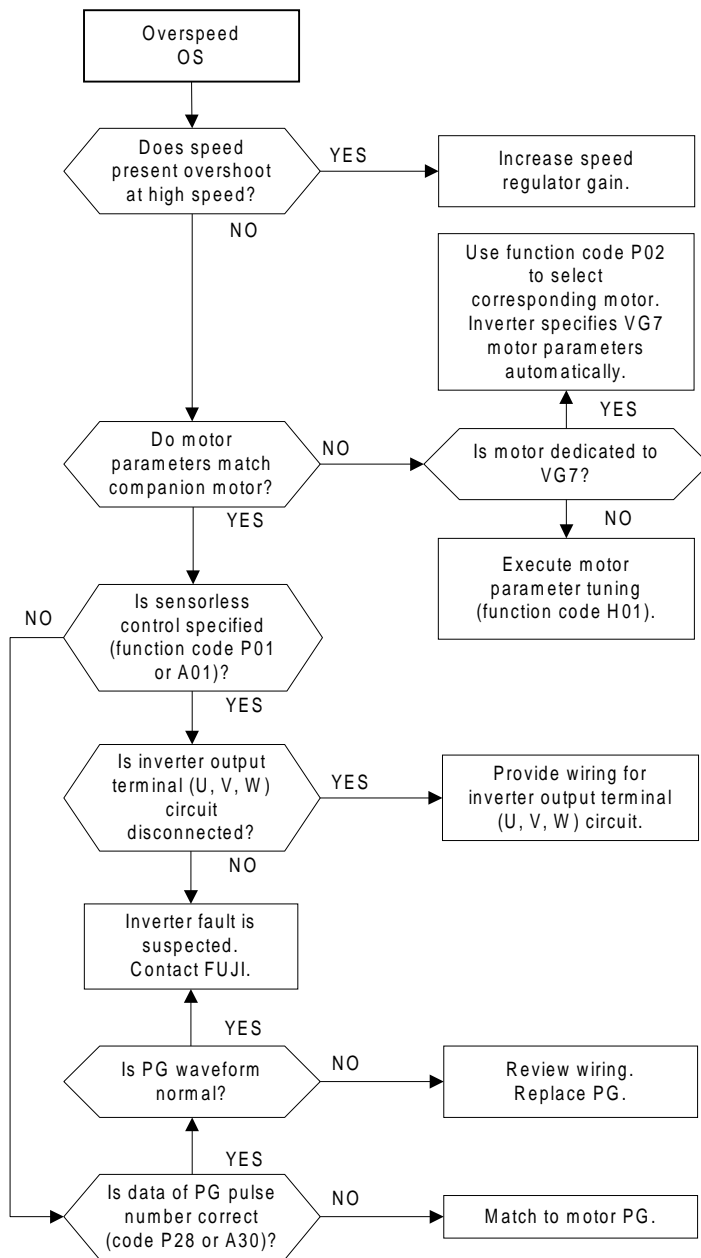 Overspeed
OS
Does speed
present overshoot
at high speed?
YES
Increase speed
regulator gain.
NO
Use function code P02
to select
corresponding motor.
Inverter specifies VG7
motor parameters
automatically.
YES
Do motor
parameters match
companion motor?
NO
Is motor dedicated to
VG7?
YES
NO
Execute motor
parameter tuning
(function code H01).
NO
Is sensorless
control specified
(function code P01
or A01)?
YES
Is inverter output
terminal (U, V, W)
circuit
disconnected?
YES
Provide wiring for
inverter output terminal
(U, V, W) circuit.
NO
Inverter fault is
suspected.
Contact FUJI.
YES
Is PG waveform
normal?
NO
Review wiring.
Replace PG.
YES
Is data of PG pulse
number correct
(code P28 or A30)?
NO
Match to motor PG.